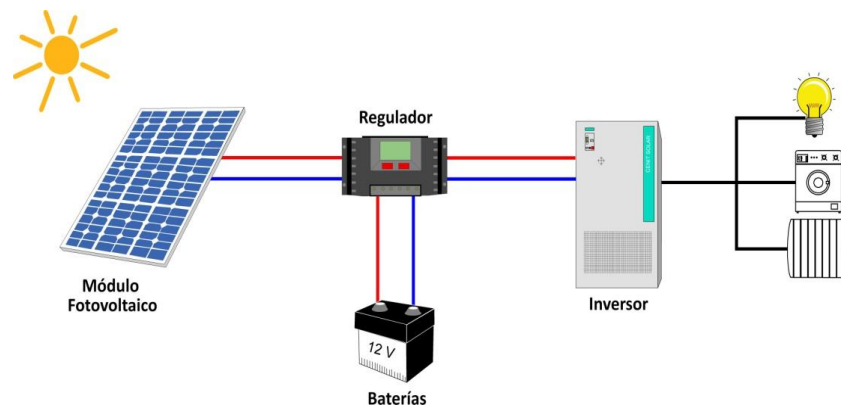 Regulador
Módulo
Fotovoltaico
12 V
Baterías
Inversor